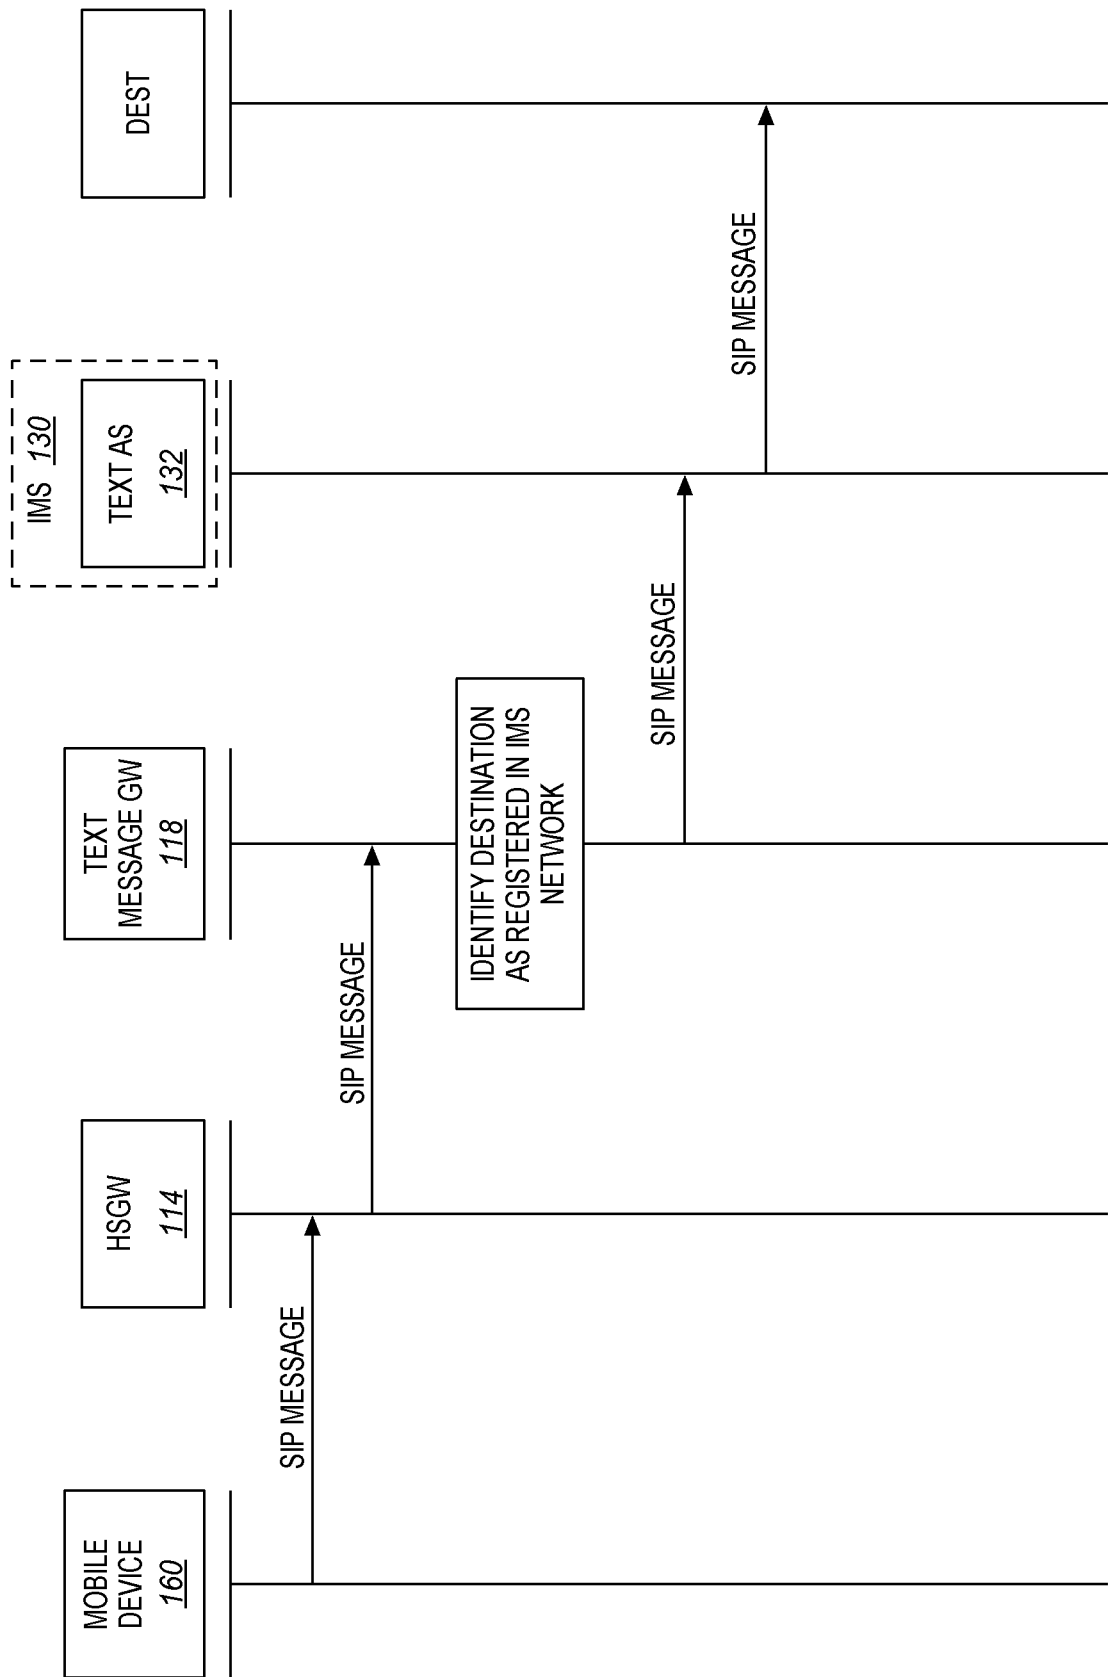 MOBILE
DEVICE
160
HSGW
114
TEXT
MESSAGE GW
118
IMS 130
TEXT AS
132
DEST
SIP MESSAGE
SIP MESSAGE
IDENTIFY DESTINATION
AS REGISTERED IN IMS
NETWORK
SIP MESSAGE
SIP MESSAGE